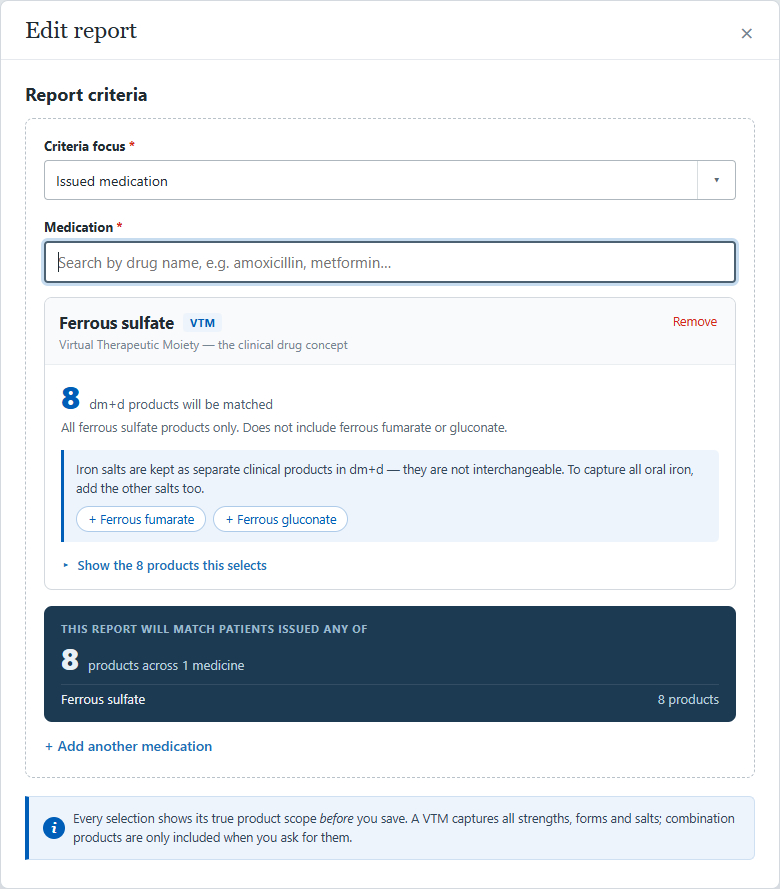 Edit report
×
Report criteria
Criteria focus *
Issued medication
Medication *
Search by drug name, e.g. amoxicillin, metformin...
Ferrous sulfate VTM
Remove
Virtual Therapeutic Moiety — the clinical drug concept
8 dm+d products will be matched
All ferrous sulfate products only. Does not include ferrous fumarate or gluconate.
Iron salts are kept as separate clinical products in dm+d — they are not interchangeable. To capture all oral iron,
add the other salts too.
+ Ferrous fumarate + Ferrous gluconate
Show the 8 products this selects
THIS REPORT WILL MATCH PATIENTS ISSUED ANY OF
8 products across 1 medicine
Ferrous sulfate 8 products
+ Add another medication
i Every selection shows its true product scope before you save. A VTM captures all strengths, forms and salts; combination
products are only included when you ask for them.